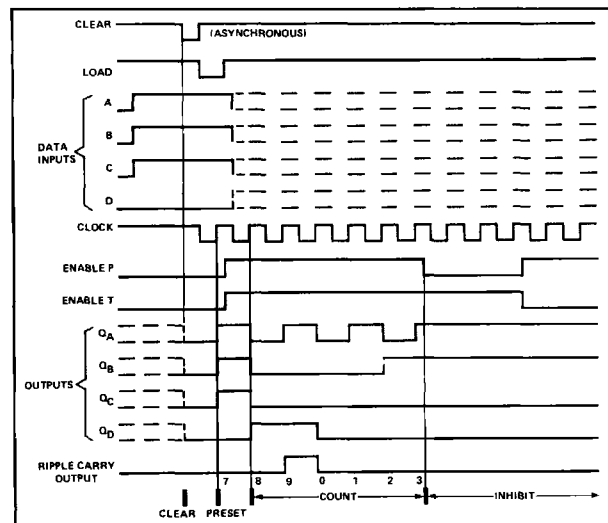 CLEAR
(ASYNCHRONOUS)
LOAD
A
B
DATA
INPUTS
C
D
CLOCK
ENABLE P
ENABLE T
QA
QB
OUTPUTS
QC
QD
RIPPLE CARRY
OUTPUT
7 8 9 0 1 2 3
COUNT
INHIBIT
CLEAR PRESET